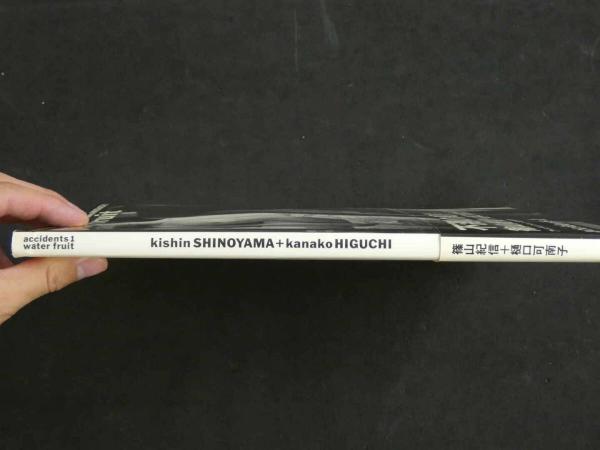 accidents 1
water fruit
kishin SHINOYAMA+kanako HIGUCHI
篠山紀信+樋口可南子